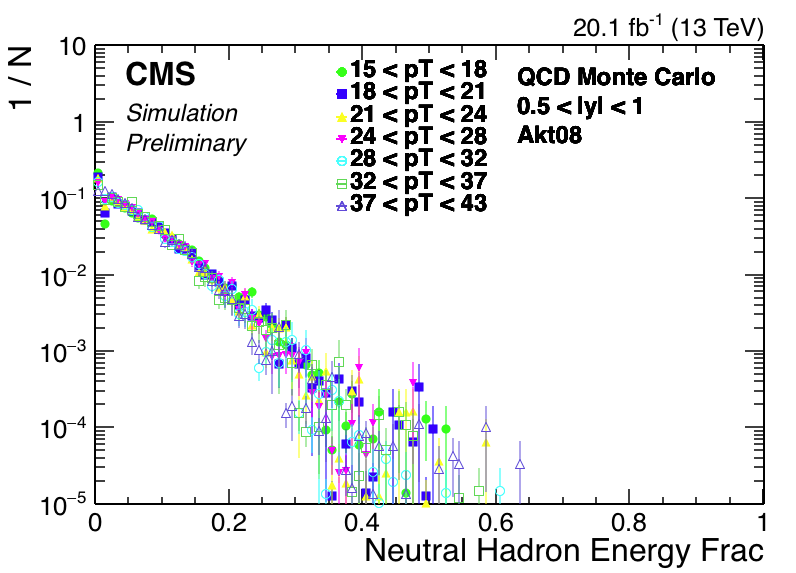 20.1 fb⁻¹ (13 TeV)
1 / N
10
1
10⁻¹
10⁻²
10⁻³
10⁻⁴
10⁻⁵
CMS
Simulation
Preliminary
15 < pT < 18
18 < pT < 21
21 < pT < 24
24 < pT < 28
28 < pT < 32
32 < pT < 37
37 < pT < 43
QCD Monte Carlo
0.5 < |y| < 1
Akt08
0 0.2 0.4 0.6 0.8 1
Neutral Hadron Energy Frac